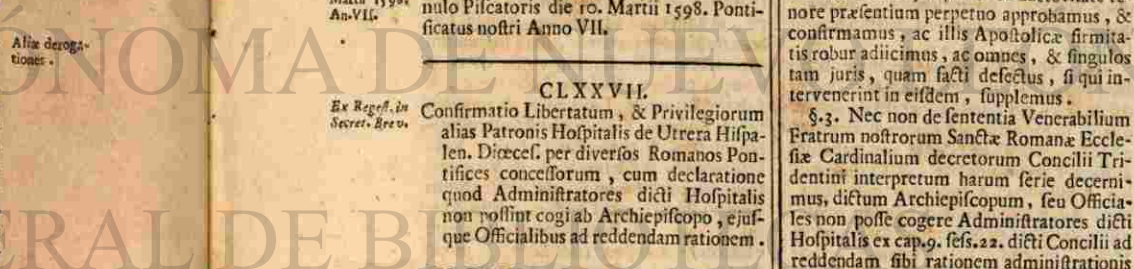 Aliæ deroga-
tiones.
An. VII.
nulo Piſcatoris die 10. Martii 1598. Ponti-
ficatus noſtri Anno VII.
CLXXVII.
Ex Regeſt. in
Secret. Brev.
Confirmatio Libertatum, & Privilegiorum
alias Patronis Hoſpitalis de Utrera Hiſpa-
len. Diœceſ. per diverſos Romanos Pon-
tifices conceſſorum, cum declaratione
quod Adminiſtratores dicti Hoſpitalis
non poſſint cogi ab Archiepiſcopo, ejuſ-
que Officialibus ad reddendam rationem.
nore præſentium perpetuo approbamus, &
confirmamus, ac illis Apoſtolicæ firmita-
tis robur adiicimus, ac omnes, & ſingulos
tam juris, quam facti defectus, ſi qui in-
tervenerint in eiſdem, ſupplemus.
§.3. Nec non de ſententia Venerabilium
Fratrum noſtrorum Sanctæ Romanæ Eccle-
ſiæ Cardinalium decretorum Concilii Tri-
dentini interpretum harum ſerie decerni-
mus, dictum Archiepiſcopum, ſeu Officia-
les non poſſe cogere Adminiſtratores dicti
Hoſpitalis ex cap.9. ſeſs.22. dicti Concilii ad
reddendam ſibi rationem adminiſtrationis
ÓNOMA DE NUEV
RAL DE BIBLIOTE